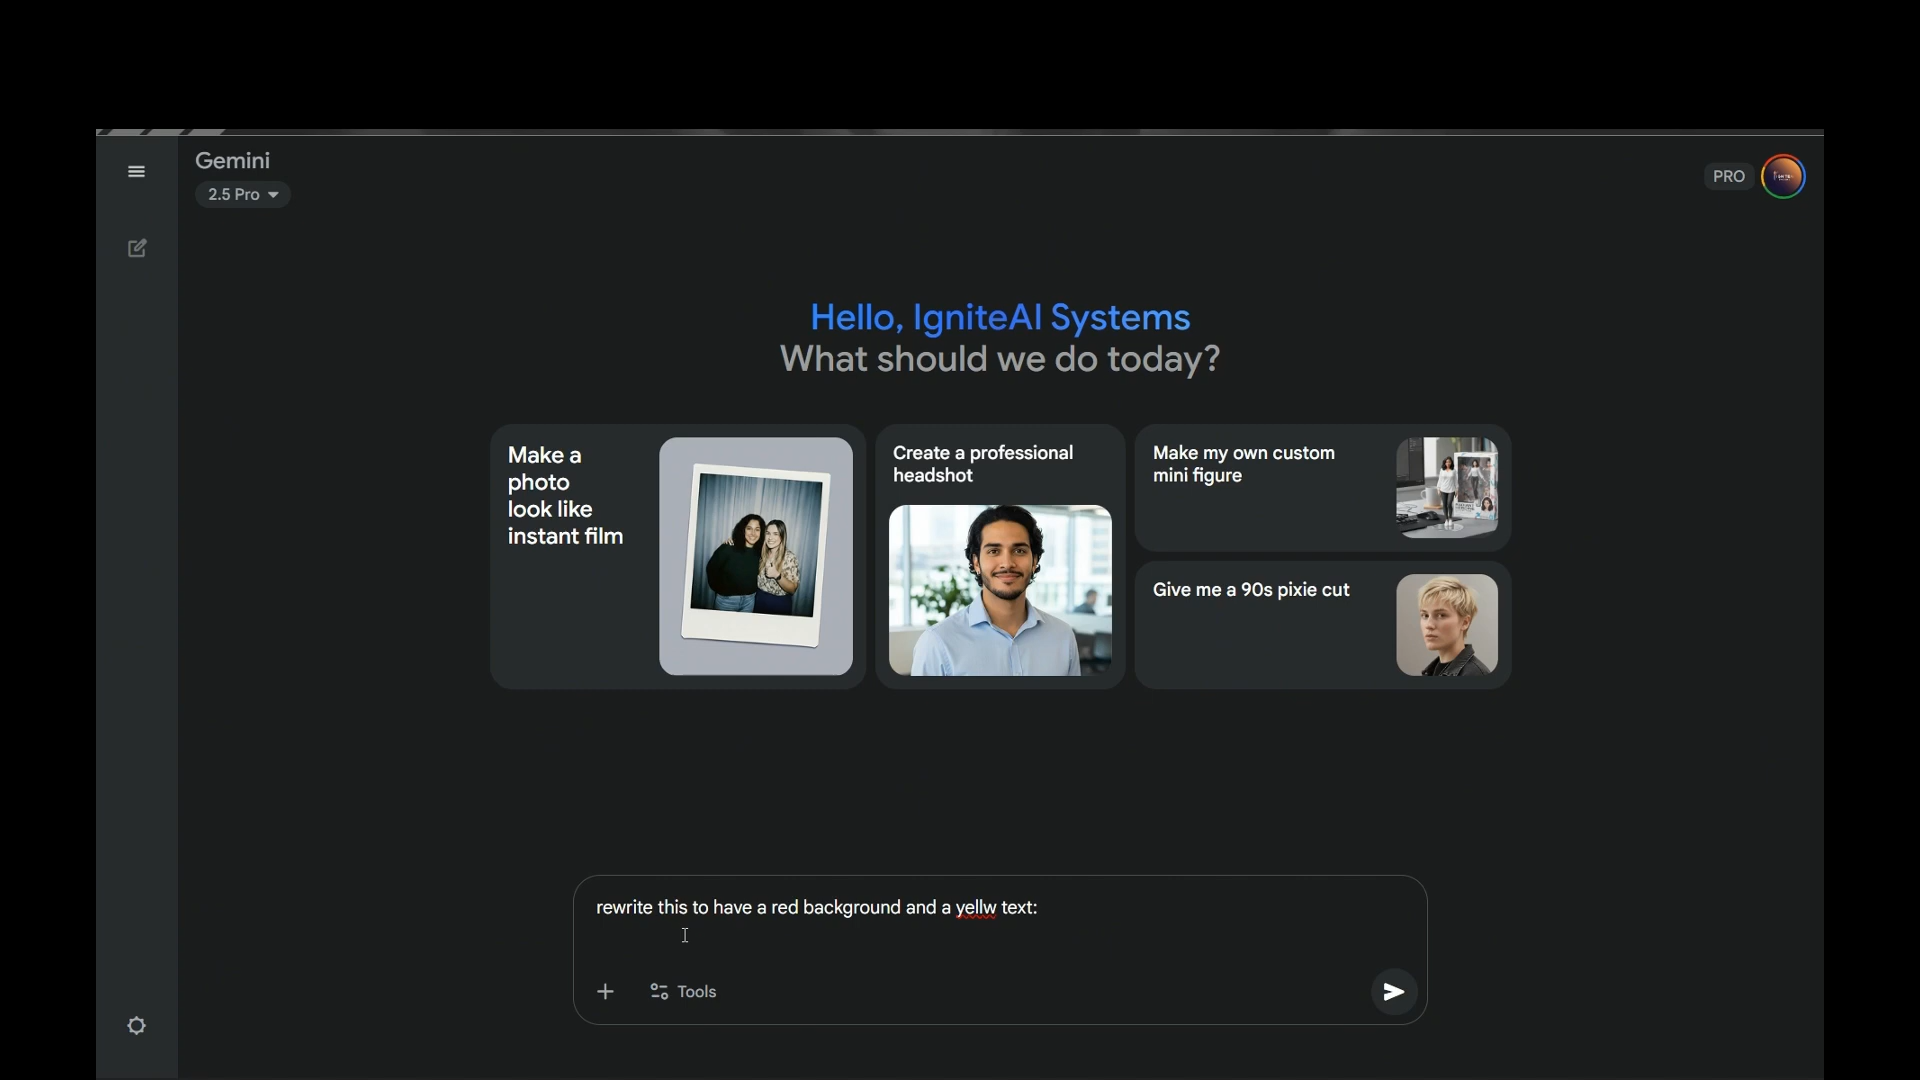 Gemini
2.5 Pro
PRO
Hello, IgniteAI Systems
What should we do today?
Make a
photo
look like
instant film
Create a professional
headshot
Make my own custom
mini figure
Give me a 90s pixie cut
rewrite this to have a red background and a yellw text:
Tools